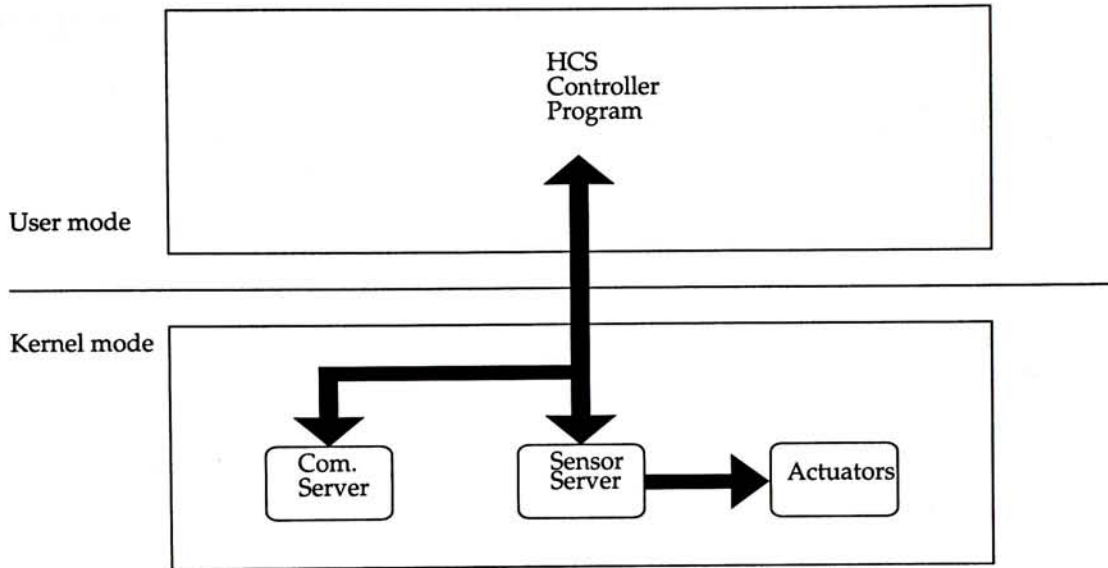 HCS
Controller
Program
User mode
Kernel mode
Com.
Server
Sensor
Server
Actuators